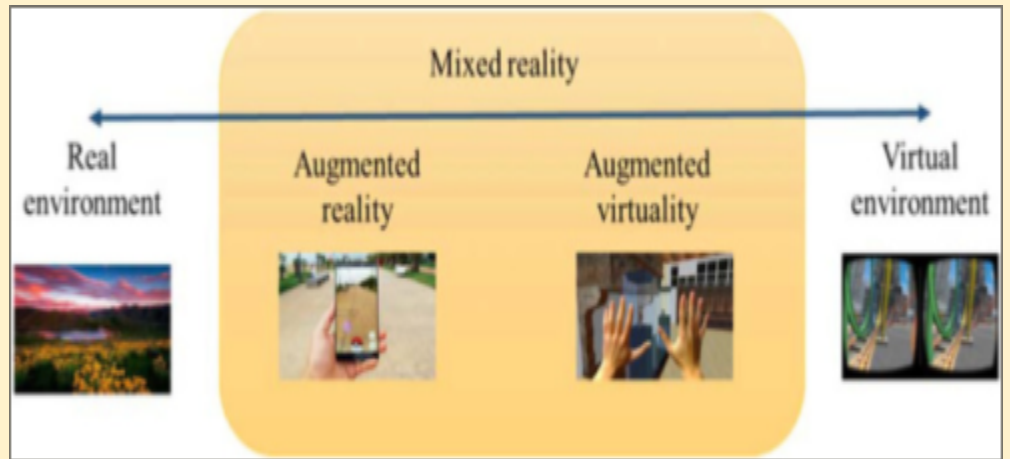 Mixed reality
Real
environment
Augmented
reality
Augmented
virtuality
Virtual
environment